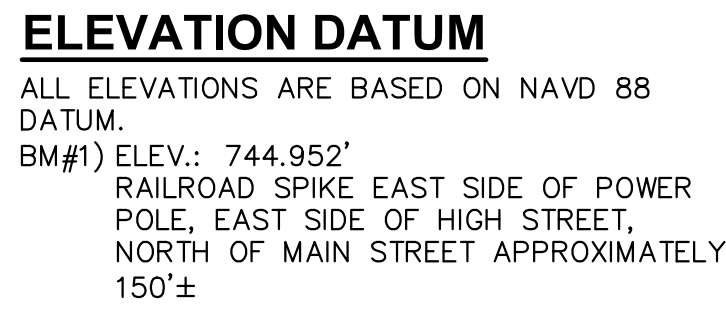 ELEVATION DATUM
ALL ELEVATIONS ARE BASED ON NAVD 88
DATUM.
BM#1) ELEV.: 744.952'
RAILROAD SPIKE EAST SIDE OF POWER
POLE, EAST SIDE OF HIGH STREET,
NORTH OF MAIN STREET APPROXIMATELY
150'±